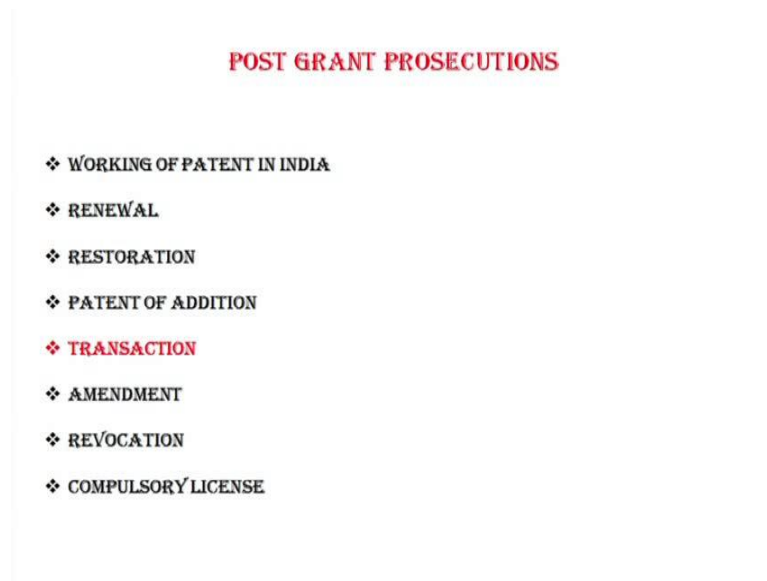 POST GRANT PROSECUTIONS
❖ WORKING OF PATENT IN INDIA
❖ RENEWAL
❖ RESTORATION
❖ PATENT OF ADDITION
❖ TRANSACTION
❖ AMENDMENT
❖ REVOCATION
❖ COMPULSORY LICENSE